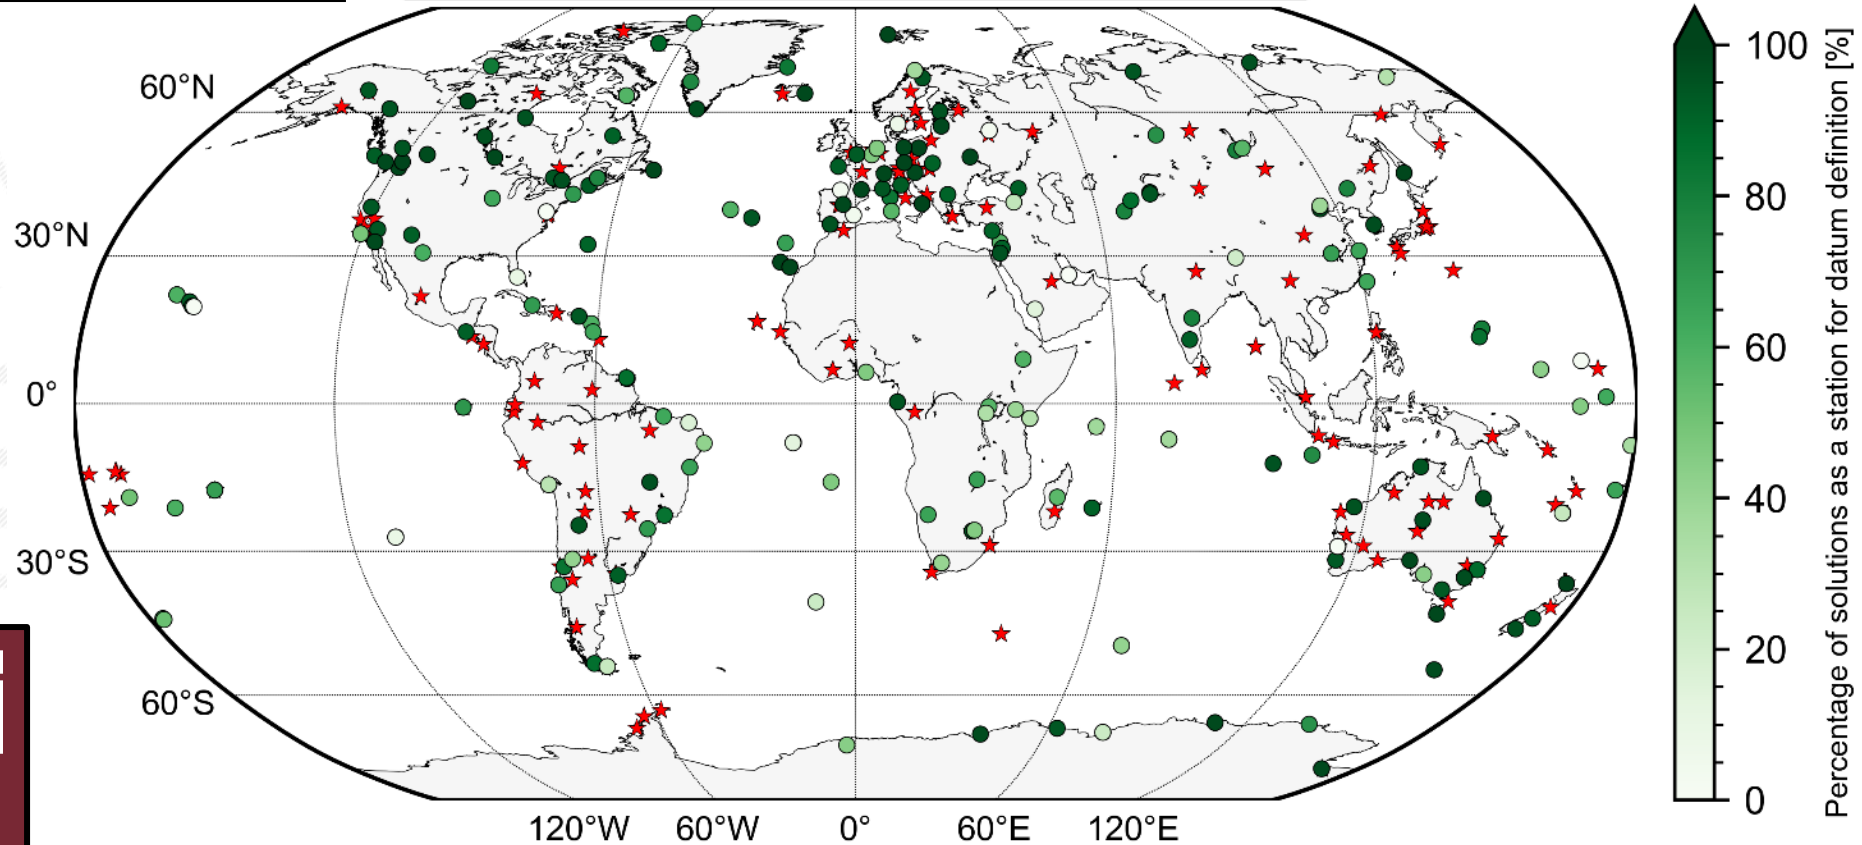 60°N
30°N
0°
30°S
60°S
120°W 60°W 0° 60°E 120°E
100
80
60
40
20
0
Percentage of solutions as a station for datum definition [%]